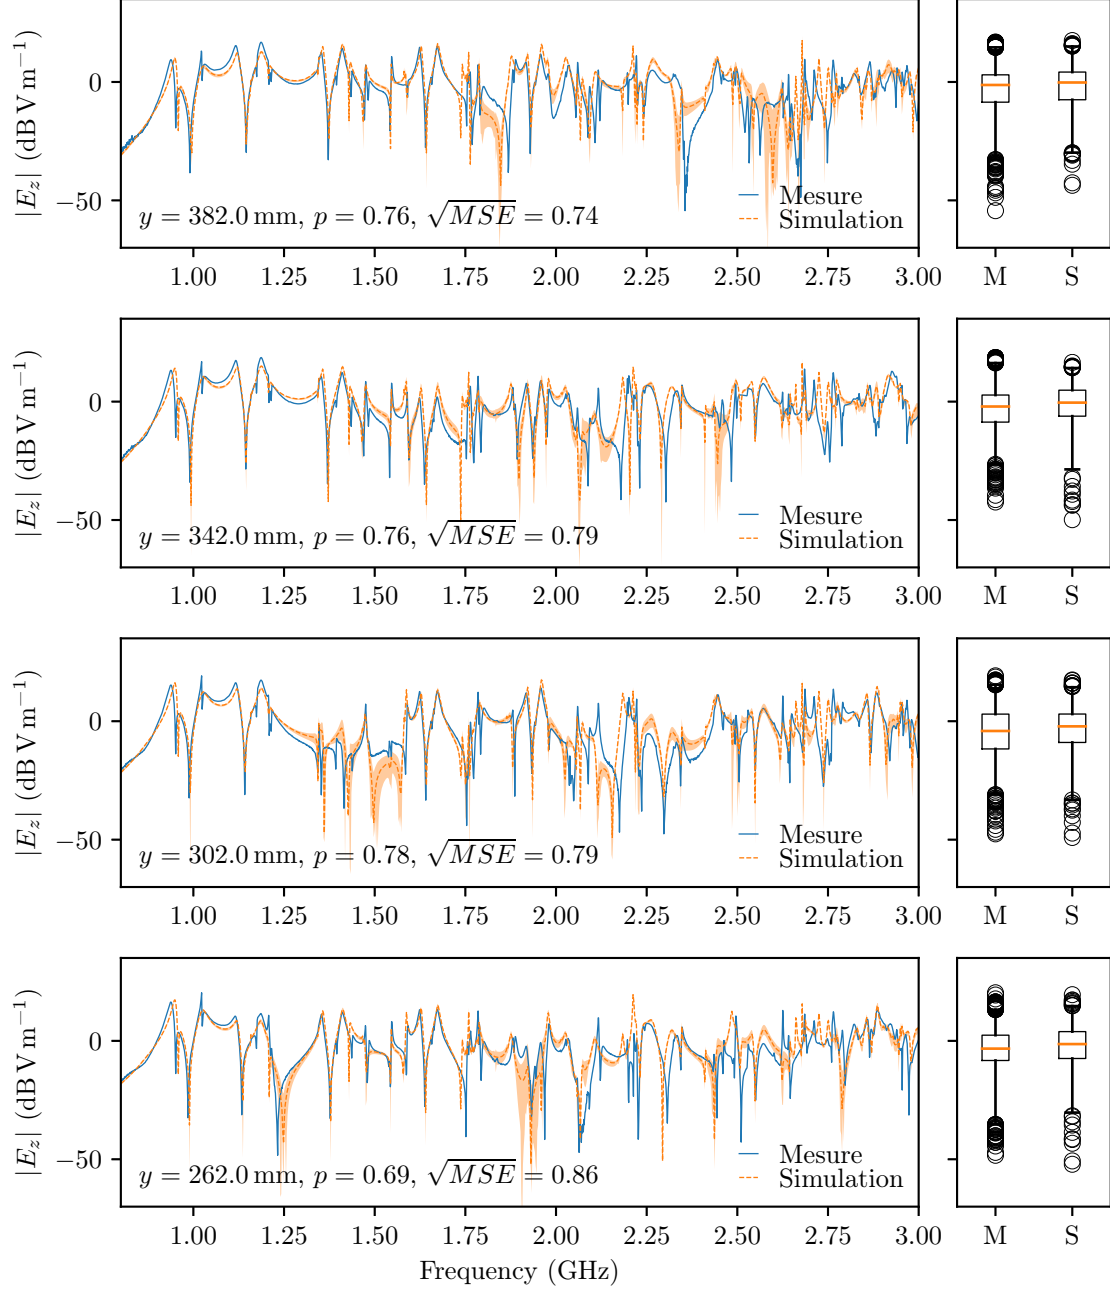 |E_z| (dB V m⁻¹)
0
−50
y = 382.0 mm, p = 0.76, √MSE = 0.74
Mesure
Simulation
1.00 1.25 1.50 1.75 2.00 2.25 2.50 2.75 3.00
M S
|E_z| (dB V m⁻¹)
0
−50
y = 342.0 mm, p = 0.76, √MSE = 0.79
Mesure
Simulation
1.00 1.25 1.50 1.75 2.00 2.25 2.50 2.75 3.00
M S
|E_z| (dB V m⁻¹)
0
−50
y = 302.0 mm, p = 0.78, √MSE = 0.79
Mesure
Simulation
1.00 1.25 1.50 1.75 2.00 2.25 2.50 2.75 3.00
M S
|E_z| (dB V m⁻¹)
0
−50
y = 262.0 mm, p = 0.69, √MSE = 0.86
Mesure
Simulation
1.00 1.25 1.50 1.75 2.00 2.25 2.50 2.75 3.00
M S
Frequency (GHz)